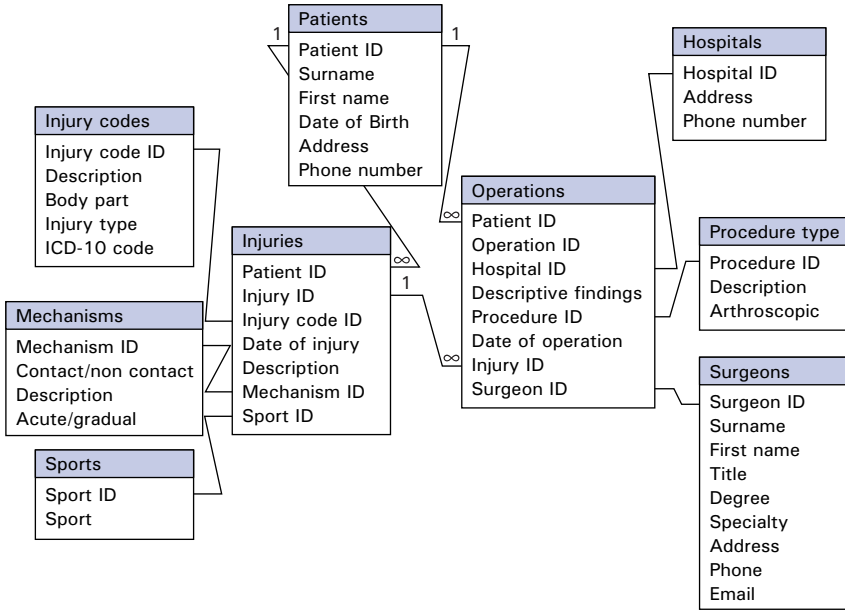 Patients
Patient ID
Surname
First name
Date of Birth
Address
Phone number
1
1
Hospitals
Hospital ID
Address
Phone number
Injury codes
Injury code ID
Description
Body part
Injury type
ICD-10 code
Operations
Patient ID
Operation ID
Hospital ID
Descriptive findings
Procedure ID
Date of operation
Injury ID
Surgeon ID
∞
∞
Procedure type
Procedure ID
Description
Arthroscopic
Injuries
Patient ID
Injury ID
Injury code ID
Date of injury
Description
Mechanism ID
Sport ID
∞
1
Mechanisms
Mechanism ID
Contact/non contact
Description
Acute/gradual
Surgeons
Surgeon ID
Surname
First name
Title
Degree
Specialty
Address
Phone
Email
Sports
Sport ID
Sport